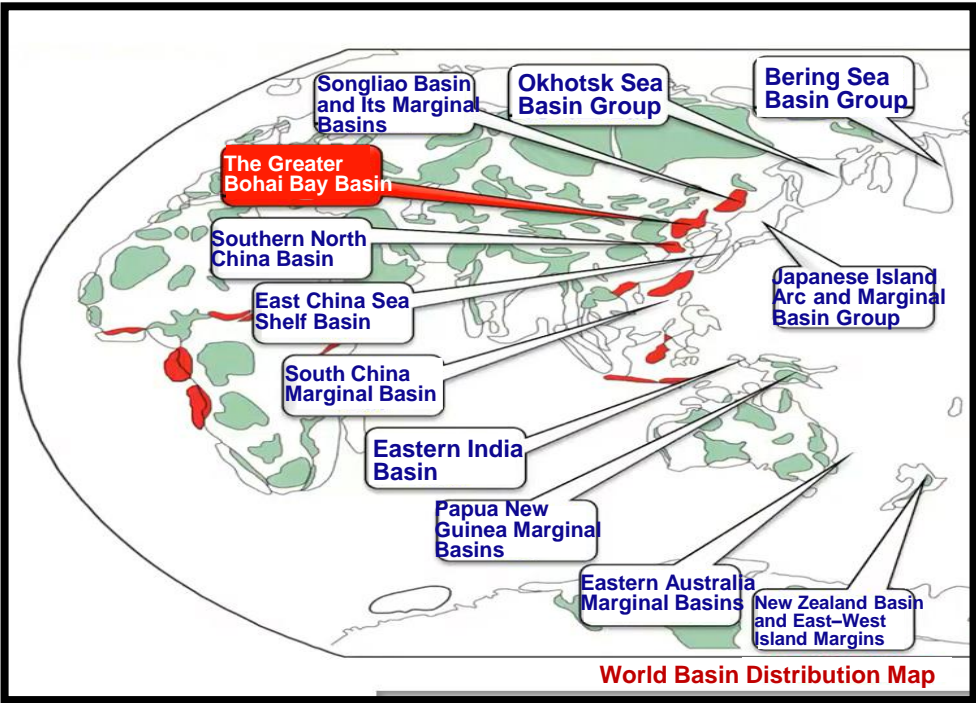 Songliao Basin
and Its Marginal
Basins
Okhotsk Sea
Basin Group
Bering Sea
Basin Group
The Greater
Bohai Bay Basin
Southern North
China Basin
East China Sea
Shelf Basin
Japanese Island
Arc and Marginal
Basin Group
South China
Marginal Basin
Eastern India
Basin
Papua New
Guinea Marginal
Basins
Eastern Australia
Marginal Basins
New Zealand Basin
and East–West
Island Margins
World Basin Distribution Map